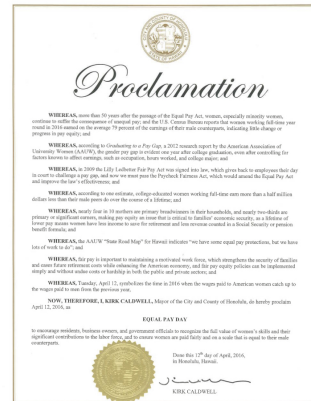 Proclamation
WHEREAS, more than 50 years after the passage of the Equal Pay Act, women, especially minority women,
continue to suffer the consequence of unequal pay; and the U.S. Census Bureau reports that women working full-time year
round in 2016 earned on the average 79 percent of the earnings of their male counterparts, indicating little change or
progress in pay equity; and
WHEREAS, according to Graduating to a Pay Gap, a 2012 research report by the American Association of
University Women (AAUW), the gender pay gap is evident one year after college graduation, even after controlling for
factors known to affect earnings, such as occupation, hours worked, and college major; and
WHEREAS, in 2009 the Lilly Ledbetter Fair Pay Act was signed into law, which gives back to employees their day
in court to challenge a pay gap, and now we must pass the Paycheck Fairness Act, which would amend the Equal Pay Act
and improve the law's effectiveness; and
WHEREAS, according to one estimate, college-educated women working full-time earn more than a half million
dollars less than their male peers do over the course of a lifetime; and
WHEREAS, nearly four in 10 mothers are primary breadwinners in their households, and nearly two-thirds are
primary or significant earners, making pay equity an issue that is critical to families' economic security, as a lifetime of
lower pay means women have less income to save for retirement and less revenue counted in a Social Security or pension
benefit formula, and
WHEREAS, the AAUW "State Road Map" for Hawaii indicates "we have some equal pay protections, but we have
lots of work to do"; and
WHEREAS, fair pay is important to maintaining a motivated work force, which strengthens the security of families
and eases future retirement costs while enhancing the American economy, and fair pay equity policies can be implemented
simply and without undue costs or hardship in both the public and private sectors; and
WHEREAS, Tuesday, April 12, symbolizes the time in 2016 when the wages paid to American women catch up to
the wages paid to men from the previous year.
NOW, THEREFORE, I, KIRK CALDWELL, Mayor of the City and County of Honolulu, do hereby proclaim
April 12, 2016, as
EQUAL PAY DAY
to encourage residents, business owners, and government officials to recognize the full value of women's skills and their
significant contributions to the labor force, and to ensure women are paid fairly and on a scale that is equal to their male
counterparts.
Done this 12th day of April, 2016,
in Honolulu, Hawaii.
KIRK CALDWELL